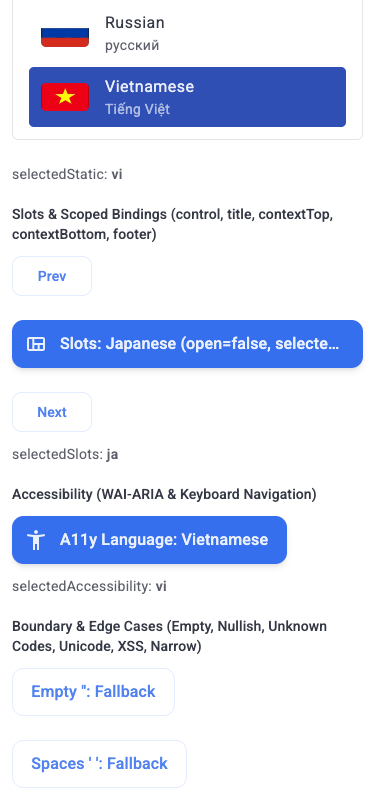 Russian
русский
Vietnamese
Tiếng Việt
selectedStatic: vi
Slots & Scoped Bindings (control, title, contextTop,
contextBottom, footer)
Prev
Slots: Japanese (open=false, selecte...
Next
selectedSlots: ja
Accessibility (WAI-ARIA & Keyboard Navigation)
A11y Language: Vietnamese
selectedAccessibility: vi
Boundary & Edge Cases (Empty, Nullish, Unknown
Codes, Unicode, XSS, Narrow)
Empty '': Fallback
Spaces ' ': Fallback